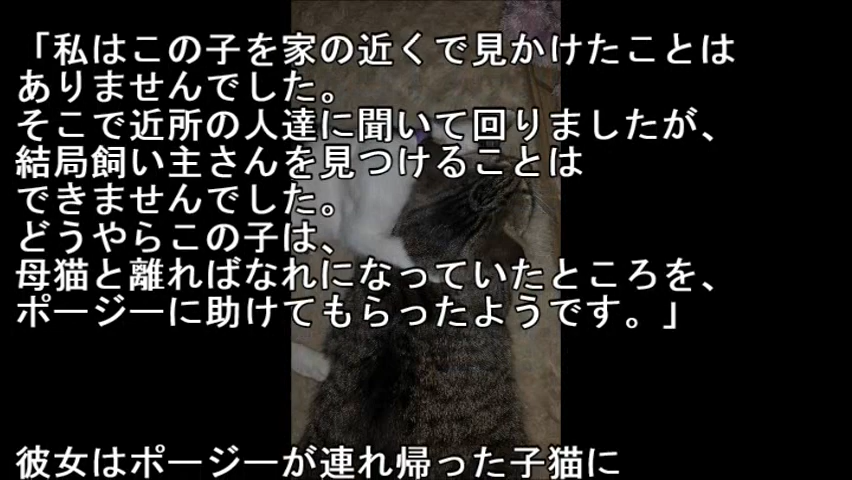 「私はこの子を家の近くで見かけたことは
ありませんでした。
そこで近所の人達に聞いて回りましたが、
結局飼い主さんを見つけることは
できませんでした。
どうやらこの子は、
母猫と離ればなれになっていたところを、
ポージーに助けてもらったようです。」
彼女はポージーが連れ帰った子猫に